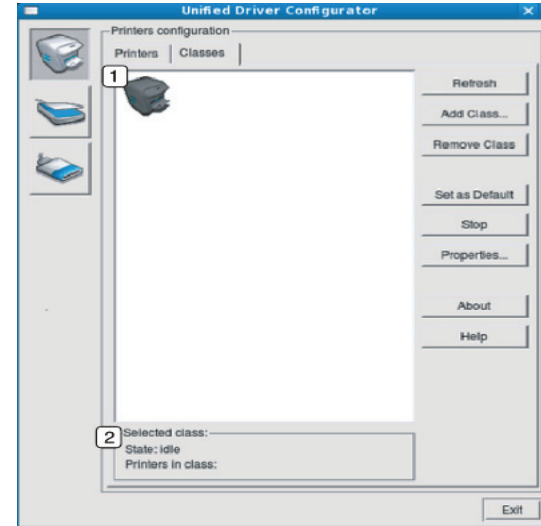 Unified Driver Configurator
Printers configuration
Printers
Classes
1
Refresh
Add Class...
Remove Class
Set as Default
Stop
Properties...
About
Help
2
Selected class:
State: idle
Printers in class:
Exit